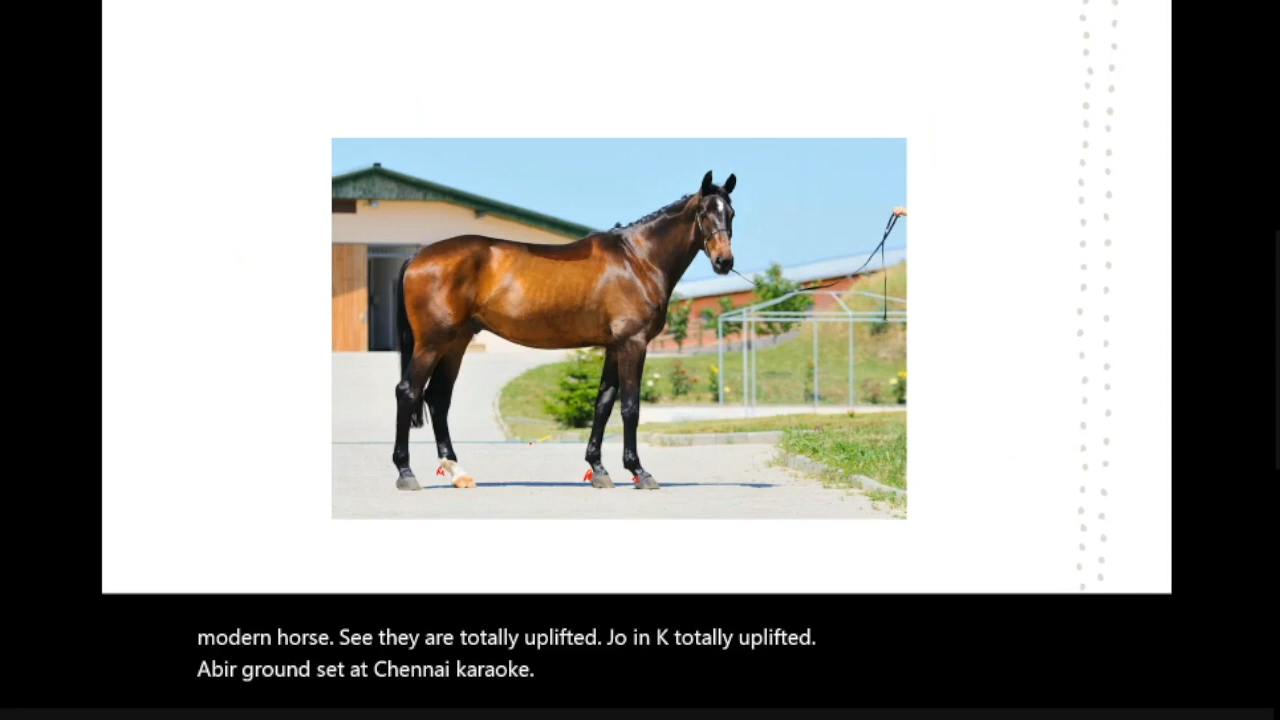 modern horse. See they are totally uplifted. Jo in K totally uplifted.
Abir ground set at Chennai karaoke.